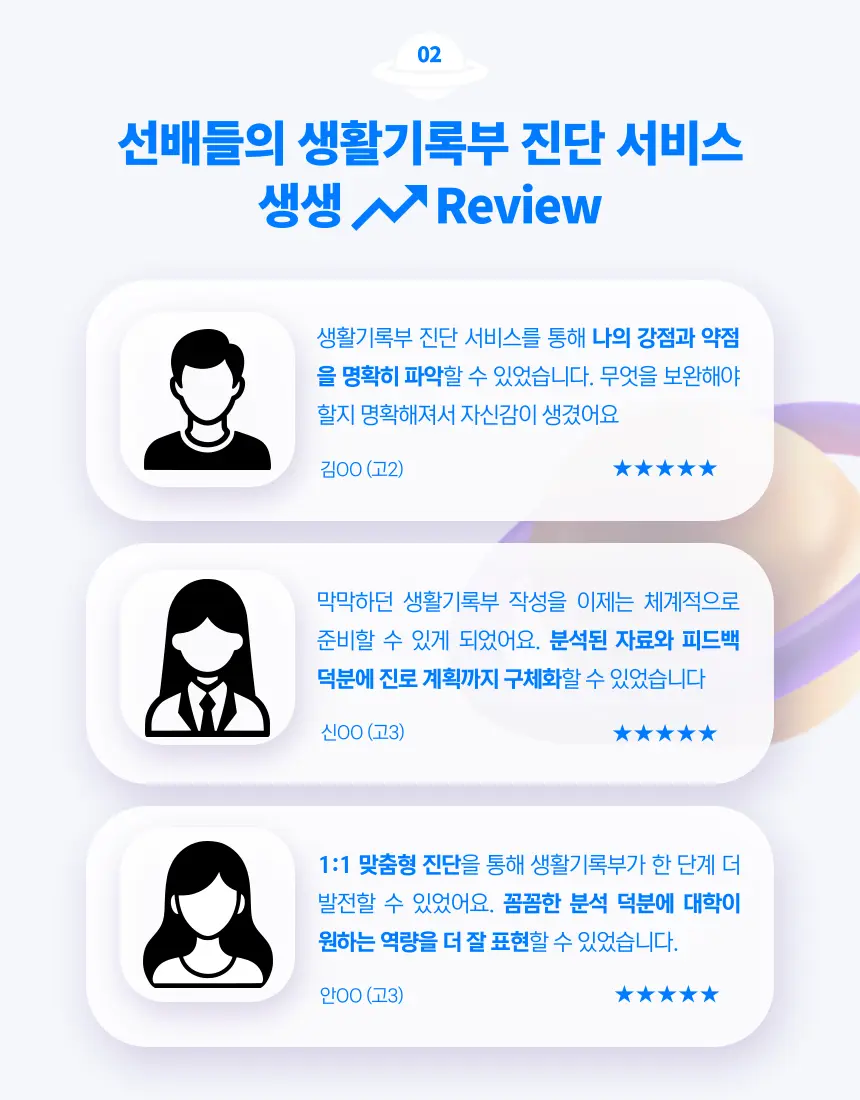 02
선배들의 생활기록부 진단 서비스
생생 Review
생활기록부 진단 서비스를 통해 나의 강점과 약점
을 명확히 파악할 수 있었습니다. 무엇을 보완해야
할지 명확해져서 자신감이 생겼어요
김OO (고2)
★★★★★
막막하던 생활기록부 작성을 이제는 체계적으로
준비할 수 있게 되었어요. 분석된 자료와 피드백
덕분에 진로 계획까지 구체화할 수 있었습니다
신OO (고3)
★★★★★
1:1 맞춤형 진단을 통해 생활기록부가 한 단계 더
발전할 수 있었어요. 꼼꼼한 분석 덕분에 대학이
원하는 역량을 더 잘 표현할 수 있었습니다.
안OO (고3)
★★★★★